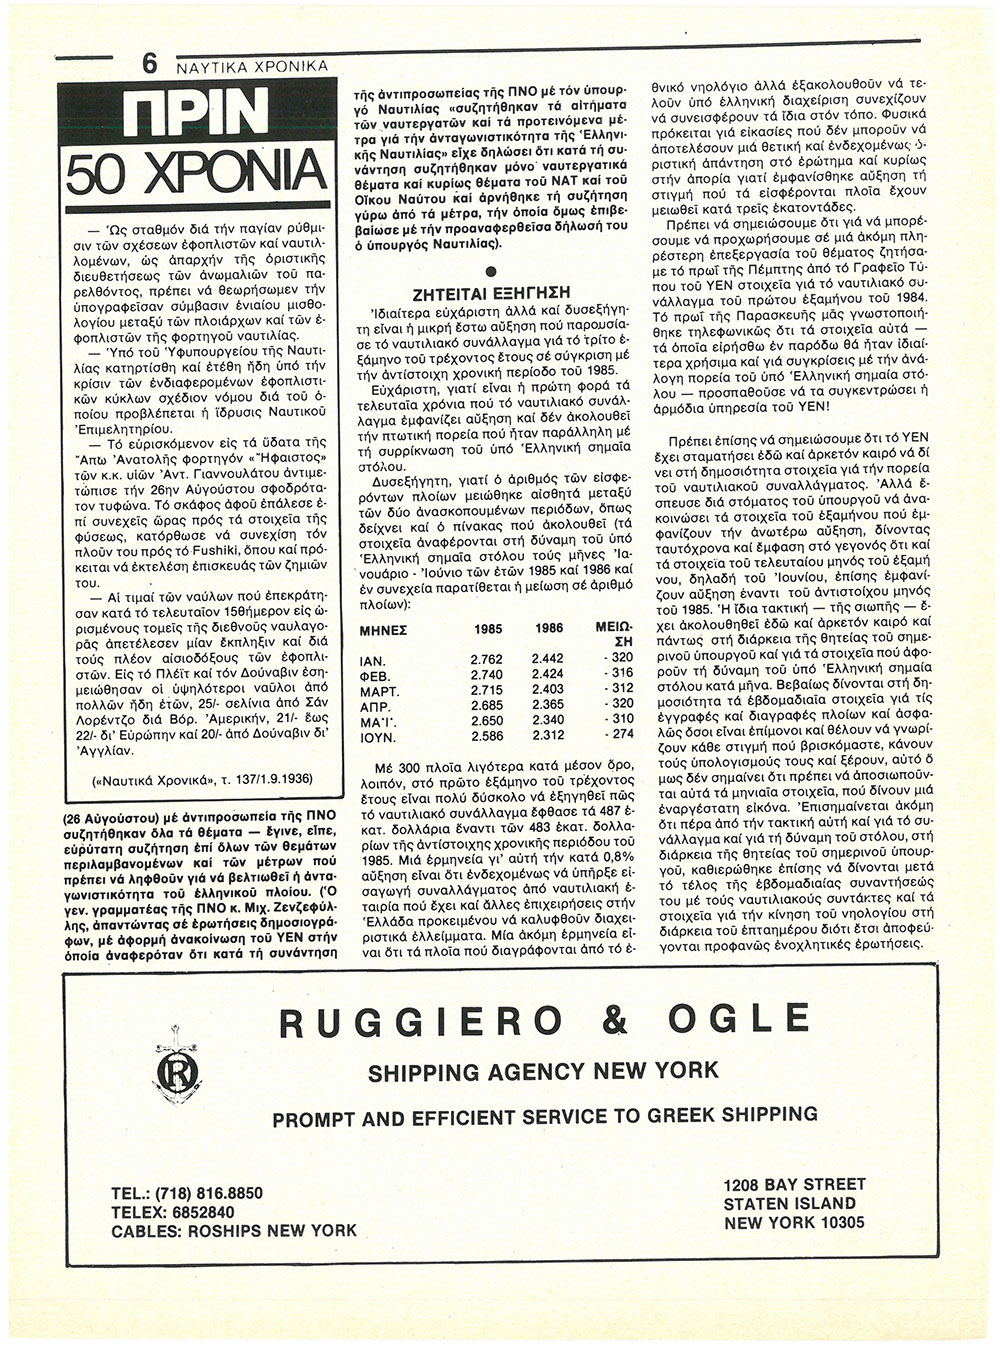 6 ΝΑΥΤΙΚΑ ΧΡΟΝΙΚΑ
ΠΡΙΝ
50 ΧΡΟΝΙΑ
— Ὡς σταθμόν διά τήν παγίαν ρύθμι-
σιν τῶν σχέσεων ἐφοπλιστῶν καί ναυτιλ-
λομένων, ὡς ἀπαρχήν τῆς ὁριστικῆς
διευθετήσεως τῶν ἀνωμαλιῶν τοῦ πα-
ρελθόντος, πρέπει νά θεωρήσωμεν τήν
ὑπογραφεῖσαν σύμβασιν ἑνιαίου μισθο-
λογίου μεταξύ τῶν πλοιάρχων καί τῶν ἐ-
φοπλιστῶν τῆς φορτηγοῦ ναυτιλίας.
— Ὑπό τοῦ Ὑφυπουργείου τῆς Ναυτι-
λίας κατηρτίσθη καί ἐτέθη ἤδη ὑπό τήν
κρίσιν τῶν ἐνδιαφερομένων ἐφοπλιστι-
κῶν κύκλων σχέδιον νόμου διά τοῦ ὁ-
ποίου προβλέπεται ἡ ἵδρυσις Ναυτικοῦ
Ἐπιμελητηρίου.
— Τό εὑρισκόμενον εἰς τά ὕδατα τῆς
Ἄπω Ἀνατολῆς φορτηγόν «Ἥφαιστος»
τῶν κ.κ. υἱῶν Ἀντ. Γιαννουλάτου ἀντιμε-
τώπισε τήν 26ην Αὐγούστου σφοδρότα-
τον τυφώνα. Τό σκάφος ἀφοῦ ἐπάλεσε ἐ-
πί συνεχεῖς ὥρας πρός τά στοιχεῖα τῆς
φύσεως, κατόρθωσε νά συνεχίση τόν
πλοῦν του πρός τό Fushiki, ὅπου καί πρό-
κειται νά ἐκτελέση ἐπισκευάς τῶν ζημιῶν
του.
— Αἱ τιμαί τῶν ναύλων πού ἐπεκράτη-
σαν κατά τό τελευταῖον 15θήμερον εἰς ὡ-
ρισμένους τομεῖς τῆς διεθνοῦς ναυλαγο-
ρᾶς ἀπετέλεσεν μίαν ἔκπληξιν καί διά
τούς πλέον αἰσιοδόξους τῶν ἐφοπλι-
στῶν. Εἰς τό Πλέιτ καί τόν Δούναβιν ἐση-
μειώθησαν οἱ ὑψηλότεροι ναῦλοι ἀπό
πολλῶν ἤδη ἐτῶν, 25/- σελίνια ἀπό Σάν
Λορέντζο διά Βόρ. Ἀμερικήν, 21/- ἕως
22/- δι' Εὐρώπην καί 20/- ἀπό Δούναβιν δι'
Ἀγγλίαν.
(«Ναυτικά Χρονικά», τ. 137/1.9.1936)
(26 Αὐγούστου) μέ ἀντιπροσωπεία τῆς ΠΝΟ
συζητήθηκαν ὅλα τά θέματα — ἔγινε, εἶπε,
εὐρύτατη συζήτηση ἐπί ὅλων τῶν θεμάτων
περιλαμβανομένων καί τῶν μέτρων πού
πρέπει νά ληφθοῦν γιά νά βελτιωθεῖ ἡ ἀντα-
γωνιστικότητα τοῦ ἑλληνικοῦ πλοίου. (Ὁ
γεν. γραμματέας τῆς ΠΝΟ κ. Μιχ. Ζενζεφύλ-
λης, ἀπαντώντας σέ ἐρωτήσεις δημοσιογρά-
φων, μέ ἀφορμή ἀνακοίνωση τοῦ ΥΕΝ στήν
ὁποία ἀναφερόταν ὅτι κατά τή συνάντηση
τῆς ἀντιπροσωπείας τῆς ΠΝΟ μέ τόν ὑπουρ-
γό Ναυτιλίας «συζητήθηκαν τά αἰτήματα
τῶν ναυτεργατῶν καί τά προτεινόμενα μέ-
τρα γιά τήν ἀνταγωνιστικότητα τῆς Ἑλληνι-
κῆς Ναυτιλίας» εἶχε δηλώσει ὅτι κατά τή συ-
νάντηση συζητήθηκαν μόνο ναυτεργατικά
θέματα καί κυρίως θέματα τοῦ ΝΑΤ καί τοῦ
Οἴκου Ναύτου καί ἀρνήθηκε τή συζήτηση
γύρω ἀπό τά μέτρα, τήν ὁποία ὅμως ἐπιβε-
βαίωσε μέ τήν προαναφερθεῖσα δήλωσή του
ὁ ὑπουργός Ναυτιλίας).
●
ΖΗΤΕΙΤΑΙ ΕΞΗΓΗΣΗ
Ἰδιαίτερα εὐχάριστη ἀλλά καί δυσεξήγη-
τη εἶναι ἡ μικρή ἔστω αὔξηση πού παρουσία-
σε τό ναυτιλιακό συνάλλαγμα γιά τό τρίτο ἑ-
ξάμηνο τοῦ τρέχοντος ἔτους σέ σύγκριση μέ
τήν ἀντίστοιχη χρονική περίοδο τοῦ 1985.
Εὐχάριστη, γιατί εἶναι ἡ πρώτη φορά τά
τελευταῖα χρόνια πού τό ναυτιλιακό συνάλ-
λαγμα ἐμφανίζει αὔξηση καί δέν ἀκολουθεῖ
τήν πτωτική πορεία πού ἦταν παράλληλη μέ
τή συρρίκνωση τοῦ ὑπό Ἑλληνική σημαῖα
στόλου.
Δυσεξήγητη, γιατί ὁ ἀριθμός τῶν εἰσφε-
ρόντων πλοίων μειώθηκε αἰσθητά μεταξύ
τῶν δύο ἀνασκοπουμένων περιόδων, ὅπως
δείχνει καί ὁ πίνακας πού ἀκολουθεῖ (τά
στοιχεῖα ἀναφέρονται στή δύναμη τοῦ ὑπό
Ἑλληνική σημαῖα στόλου τούς μῆνες Ἰα-
νουάριο - Ἰούνιο τῶν ἐτῶν 1985 καί 1986 καί
ἐν συνεχεία παρατίθεται ἡ μείωση σέ ἀριθμό
πλοίων):
ΜΗΝΕΣ 1985 1986 ΜΕΙΩ-
ΣΗ
ΙΑΝ. 2.762 2.442 - 320
ΦΕΒ. 2.740 2.424 - 316
ΜΑΡΤ. 2.715 2.403 - 312
ΑΠΡ. 2.685 2.365 - 320
ΜΑ·Ι·. 2.650 2.340 - 310
ΙΟΥΝ. 2.586 2.312 - 274
Μέ 300 πλοῖα λιγότερα κατά μέσον ὅρο,
λοιπόν, στό πρῶτο ἑξάμηνο τοῦ τρέχοντος
ἔτους εἶναι πολύ δύσκολο νά ἐξηγηθεῖ πῶς
τό ναυτιλιακό συνάλλαγμα ἔφθασε τά 487 ἑ-
κατ. δολλάρια ἔναντι τῶν 483 ἑκατ. δολλα-
ρίων τῆς ἀντίστοιχης χρονικῆς περιόδου τοῦ
1985. Μιά ἑρμηνεία γι' αὐτή τήν κατά 0,8%
αὔξηση εἶναι ὅτι ἐνδεχομένως νά ὑπῆρξε εἰ-
σαγωγή συναλλάγματος ἀπό ναυτιλιακή ἑ-
ταιρία πού ἔχει καί ἄλλες ἐπιχειρήσεις στήν
Ἑλλάδα προκειμένου νά καλυφθοῦν διαχει-
ριστικά ἐλλείμματα. Μία ἀκόμη ἑρμηνεία εἶ-
ναι ὅτι τά πλοῖα πού διαγράφονται ἀπό τό ἐ-
θνικό νηολόγιο ἀλλά ἐξακολουθοῦν νά τε-
λοῦν ὑπό ἑλληνική διαχείριση συνεχίζουν
νά συνεισφέρουν τά ἴδια στόν τόπο. Φυσικά
πρόκειται γιά εἰκασίες πού δέν μποροῦν νά
ἀποτελέσουν μιά θετική καί ἐνδεχομένως ὁ-
ριστική ἀπάντηση στό ἐρώτημα καί κυρίως
στήν ἀπορία γιατί ἐμφανίσθηκε αὔξηση τή
στιγμή πού τά εἰσφέρονται πλοῖα ἔχουν
μειωθεῖ κατά τρεῖς ἑκατοντάδες.
Πρέπει νά σημειώσουμε ὅτι γιά νά μπορέ-
σουμε νά προχωρήσουμε σέ μιά ἀκόμη πλη-
ρέστερη ἐπεξεργασία τοῦ θέματος ζητήσα-
με τό πρωΐ τῆς Πέμπτης ἀπό τό Γραφεῖο Τύ-
που τοῦ ΥΕΝ στοιχεῖα γιά τό ναυτιλιακό συ-
νάλλαγμα τοῦ πρώτου ἑξαμήνου τοῦ 1984.
Τό πρωΐ τῆς Παρασκευῆς μᾶς γνωστοποιή-
θηκε τηλεφωνικῶς ὅτι τά στοιχεῖα αὐτά —
τά ὁποῖα εἰρήσθω ἐν παρόδω θά ἦταν ἰδιαί-
τερα χρήσιμα καί γιά συγκρίσεις μέ τήν ἀνά-
λογη πορεία τοῦ ὑπό Ἑλληνική σημαία στό-
λου — προσπαθοῦσε νά τα συγκεντρώσει ἡ
ἁρμόδια ὑπηρεσία τοῦ ΥΕΝ!
Πρέπει ἐπίσης νά σημειώσουμε ὅτι τό ΥΕΝ
ἔχει σταματήσει ἐδῶ καί ἀρκετόν καιρό νά δί
νει στή δημοσιότητα στοιχεῖα γιά τήν πορεία
τοῦ ναυτιλιακοῦ συναλλάγματος. Ἀλλά ἔ-
σπευσε διά στόματος τοῦ ὑπουργοῦ νά ἀνα-
κοινώσει τά στοιχεῖα τοῦ ἑξαμήνου πού ἐμ-
φανίζουν τήν ἀνωτέρω αὔξηση, δίνοντας
ταυτόχρονα καί ἔμφαση στό γεγονός ὅτι καί
τά στοιχεῖα τοῦ τελευταίου μηνός τοῦ ἑξαμή
νου, δηλαδή τοῦ Ἰουνίου, ἐπίσης ἐμφανί-
ζουν αὔξηση ἐναντι τοῦ ἀντιστοίχου μηνός
τοῦ 1985. Ἡ ἴδια τακτική — τῆς σιωπῆς — ἔ-
χει ἀκολουθηθεῖ ἐδῶ καί ἀρκετόν καιρό καί
πάντως στή διάρκεια τῆς θητείας τοῦ σημε-
ρινοῦ ὑπουργοῦ καί γιά τά στοιχεῖα πού ἀφο-
ροῦν τή δύναμη τοῦ ὑπό Ἑλληνική σημαία
στόλου κατά μῆνα. Βεβαίως δίνονται στή δη-
μοσιότητα τά ἑβδομαδιαῖα στοιχεῖα γιά τίς
ἐγγραφές καί διαγραφές πλοίων καί ἀσφα-
λῶς ὅσοι εἶναι ἐπίμονοι καί θέλουν νά γνωρί-
ζουν κάθε στιγμή πού βρισκόμαστε, κάνουν
τούς ὑπολογισμούς τους καί ξέρουν, αὐτό ὅ
μως δέν σημαίνει ὅτι πρέπει νά ἀποσιωποῦν-
ται αὐτά τά μηνιαῖα στοιχεῖα, πού δίνουν μιά
ἐναργέστατη εἰκόνα. Ἐπισημαίνεται ἀκόμη
ὅτι πέρα ἀπό τήν τακτική αὐτή καί γιά τό συ-
νάλλαγμα καί γιά τή δύναμη τοῦ στόλου, στή
διάρκεια τῆς θητείας τοῦ σημερινοῦ ὑπουρ-
γοῦ, καθιερώθηκε ἐπίσης νά δίνονται μετά
τό τέλος τῆς ἑβδομαδιαίας συναντήσεώς
του μέ τούς ναυτιλιακούς συντάκτες καί τά
στοιχεῖα γιά τήν κίνηση τοῦ νηολογίου στή
διάρκεια τοῦ ἑπταημέρου διότι ἔτσι ἀποφεύ-
γονται προφανῶς ἐνοχλητικές ἐρωτήσεις.
R
RUGGIERO & OGLE
SHIPPING AGENCY NEW YORK
PROMPT AND EFFICIENT SERVICE TO GREEK SHIPPING
TEL.: (718) 816.8850
TELEX: 6852840
CABLES: ROSHIPS NEW YORK
1208 BAY STREET
STATEN ISLAND
NEW YORK 10305